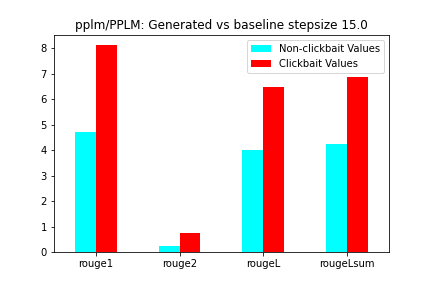 pplm/PPLM: Generated vs baseline stepsize 15.0
Non-clickbait Values
Clickbait Values
8
7
6
5
4
3
2
1
0
rouge1 rouge2 rougeL rougeLsum